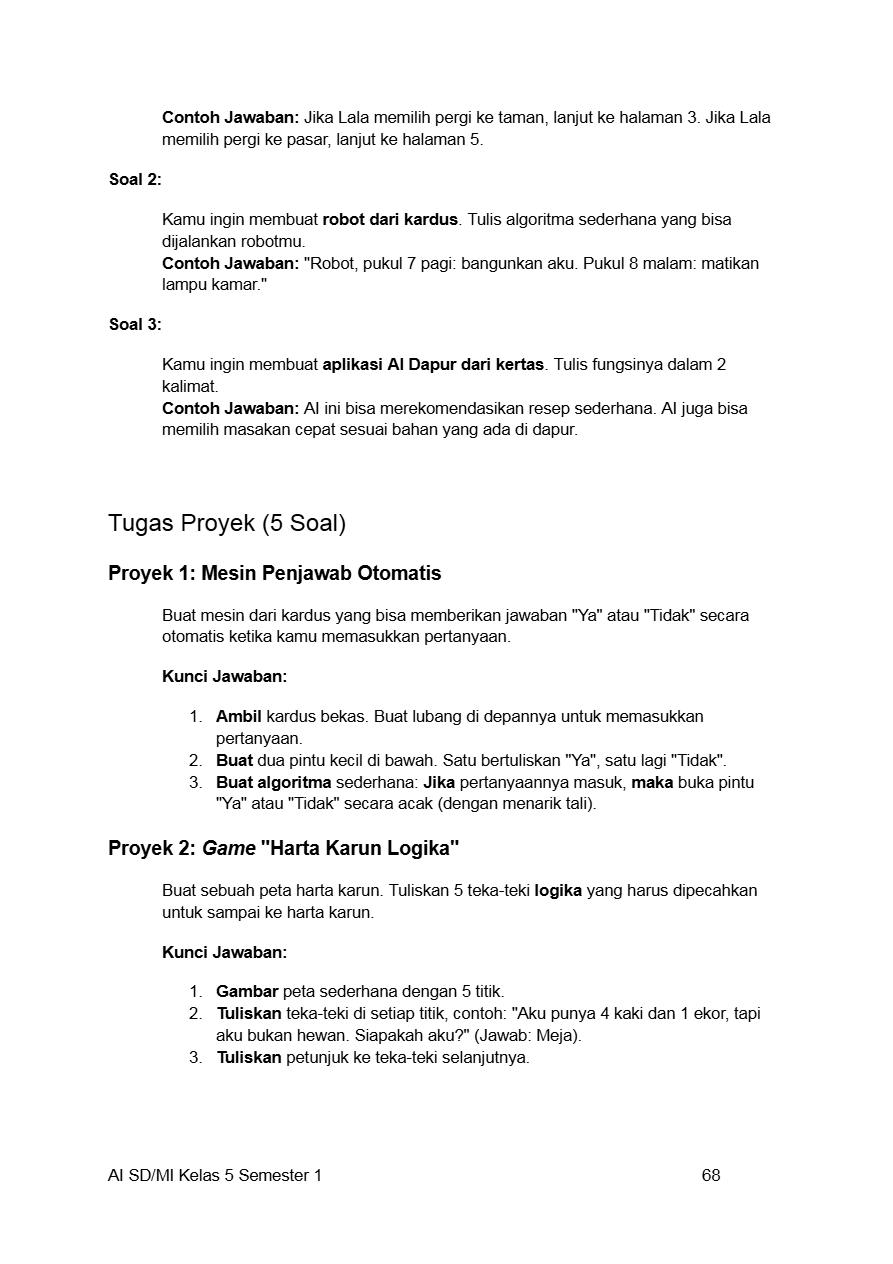 Contoh Jawaban: Jika Lala memilih pergi ke taman, lanjut ke halaman 3. Jika Lala
memilih pergi ke pasar, lanjut ke halaman 5.
Soal 2:
Kamu ingin membuat robot dari kardus. Tulis algoritma sederhana yang bisa
dijalankan robotmu.
Contoh Jawaban: "Robot, pukul 7 pagi: bangunkan aku. Pukul 8 malam: matikan
lampu kamar."
Soal 3:
Kamu ingin membuat aplikasi AI Dapur dari kertas. Tulis fungsinya dalam 2
kalimat.
Contoh Jawaban: AI ini bisa merekomendasikan resep sederhana. AI juga bisa
memilih masakan cepat sesuai bahan yang ada di dapur.
Tugas Proyek (5 Soal)
Proyek 1: Mesin Penjawab Otomatis
Buat mesin dari kardus yang bisa memberikan jawaban "Ya" atau "Tidak" secara
otomatis ketika kamu memasukkan pertanyaan.
Kunci Jawaban:
1. Ambil kardus bekas. Buat lubang di depannya untuk memasukkan
pertanyaan.
2. Buat dua pintu kecil di bawah. Satu bertuliskan "Ya", satu lagi "Tidak".
3. Buat algoritma sederhana: Jika pertanyaannya masuk, maka buka pintu
"Ya" atau "Tidak" secara acak (dengan menarik tali).
Proyek 2: Game "Harta Karun Logika"
Buat sebuah peta harta karun. Tuliskan 5 teka-teki logika yang harus dipecahkan
untuk sampai ke harta karun.
Kunci Jawaban:
1. Gambar peta sederhana dengan 5 titik.
2. Tuliskan teka-teki di setiap titik, contoh: "Aku punya 4 kaki dan 1 ekor, tapi
aku bukan hewan. Siapakah aku?" (Jawab: Meja).
3. Tuliskan petunjuk ke teka-teki selanjutnya.
AI SD/MI Kelas 5 Semester 1 68